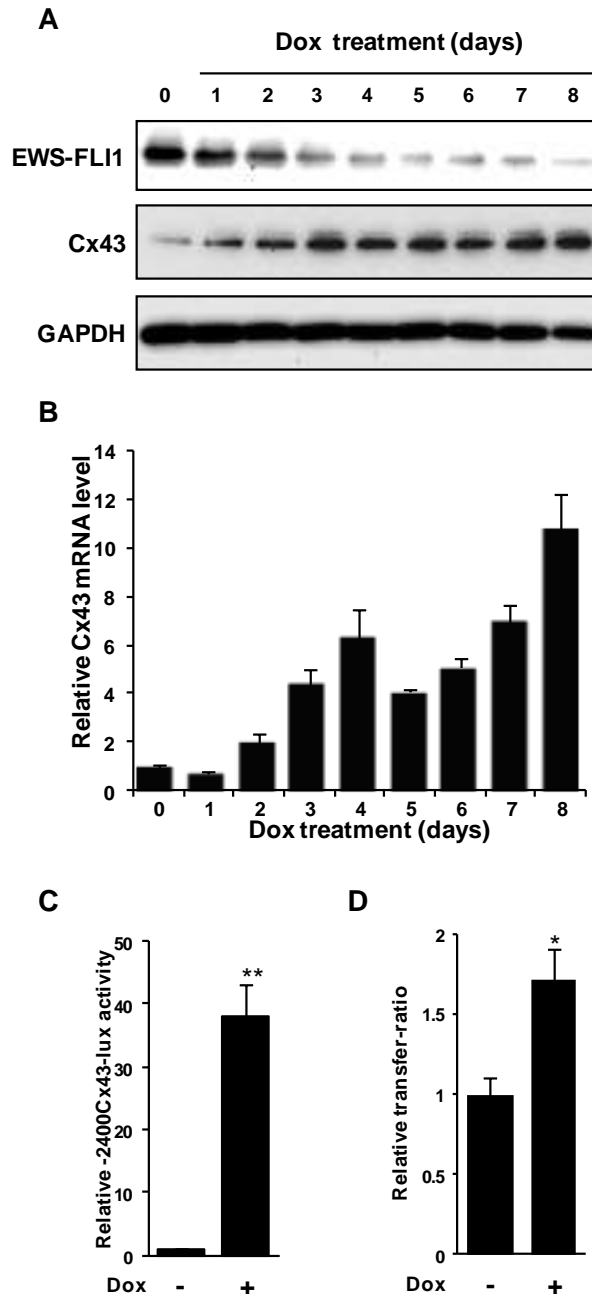 A
Dox treatment (days)
0 1 2 3 4 5 6 7 8
EWS-FLI1
Cx43
GAPDH
B
Relative Cx43 mRNA level
14
12
10
8
6
4
2
0
0 1 2 3 4 5 6 7 8
Dox treatment (days)
C
Relative -2400Cx43-lux activity
50
40
30
20
10
0
**
Dox - +
D
Relative transfer-ratio
2
1.5
1
0.5
0
*
Dox - +